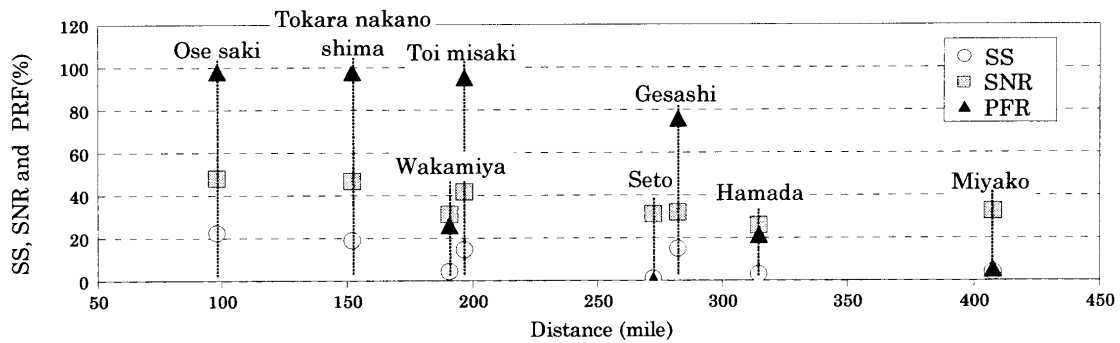 Tokara nakano
Ose saki
shima
Toi misaki
Gesashi
Wakamiya
Seto
Hamada
Miyako
SS
SNR
PFR
SS, SNR and PRF(%)
120
100
80
60
40
20
0
50
100
150
200
250
300
350
400
450
Distance (mile)